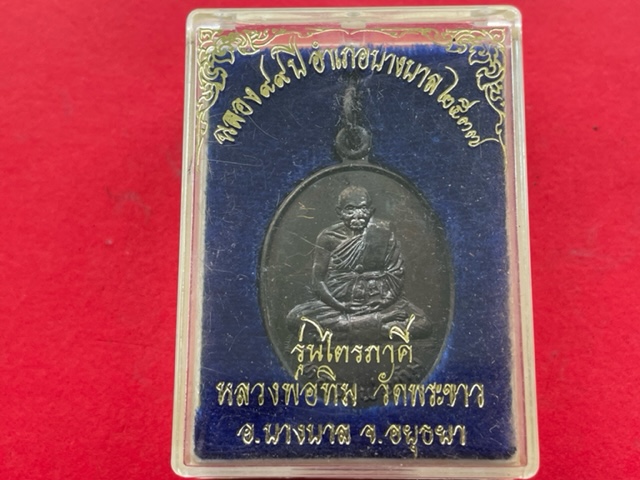 ฉลอง๙๙ปี อำเภอบางบาล ๒๕๓๗
รุ่นไตรภาคี
หลวงพ่อทิม วัดพระขาว
อ.บางบาล จ.อยุธยา